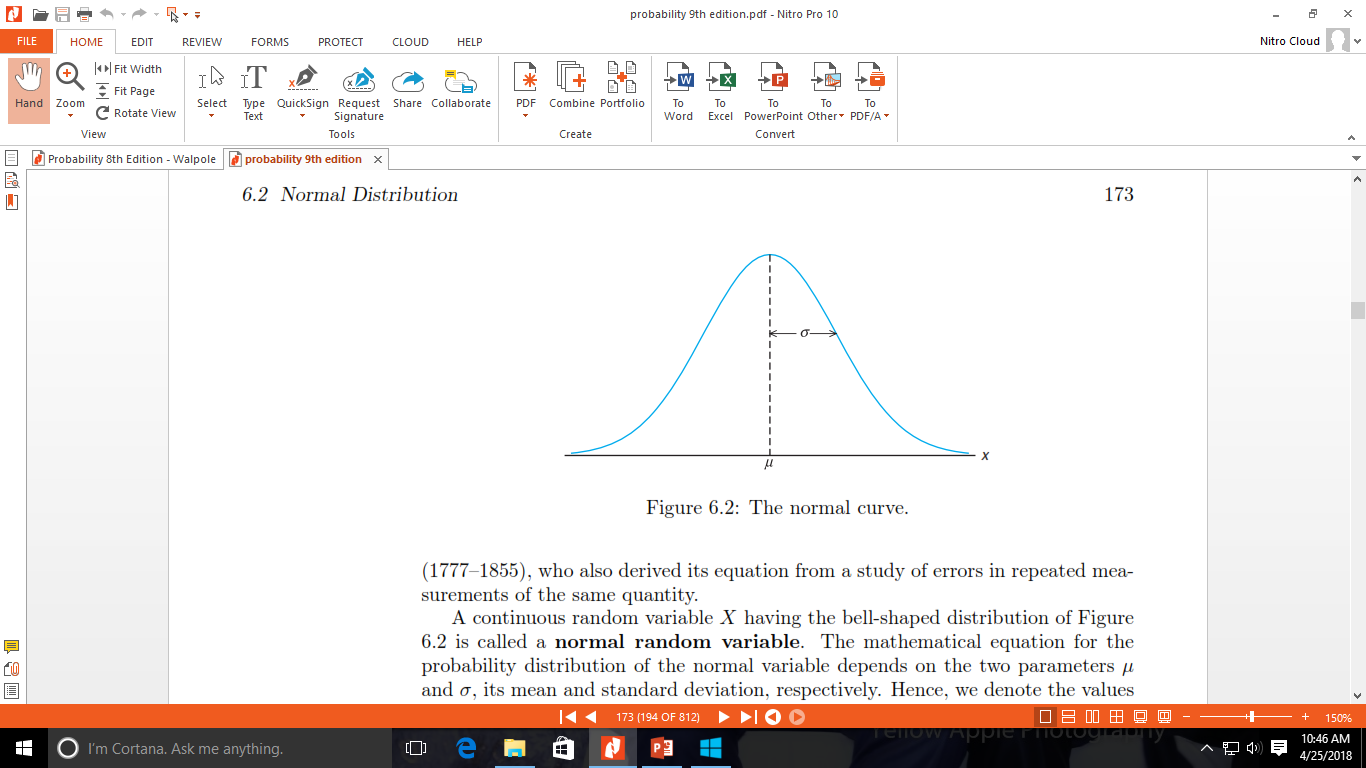 probability 9th edition.pdf - Nitro Pro 10
FILE HOME EDIT REVIEW FORMS PROTECT CLOUD HELP Nitro Cloud
Hand
Zoom
Fit Width
Fit Page
Rotate View
View
Select
Type Text
QuickSign
Request Signature
Share
Collaborate
Tools
PDF
Combine
Portfolio
Create
To Word
To Excel
To PowerPoint
To Other
To PDF/A
Convert
Probability 8th Edition - Walpole
probability 9th edition
6.2 Normal Distribution 173
σ
μ
x
Figure 6.2: The normal curve.
(1777–1855), who also derived its equation from a study of errors in repeated mea-
surements of the same quantity.
A continuous random variable X having the bell-shaped distribution of Figure
6.2 is called a normal random variable. The mathematical equation for the
probability distribution of the normal variable depends on the two parameters μ
and σ, its mean and standard deviation, respectively. Hence, we denote the values
173 (194 OF 812)
150%
Yellow Apple Photography
I'm Cortana. Ask me anything.
10:46 AM
4/25/2018